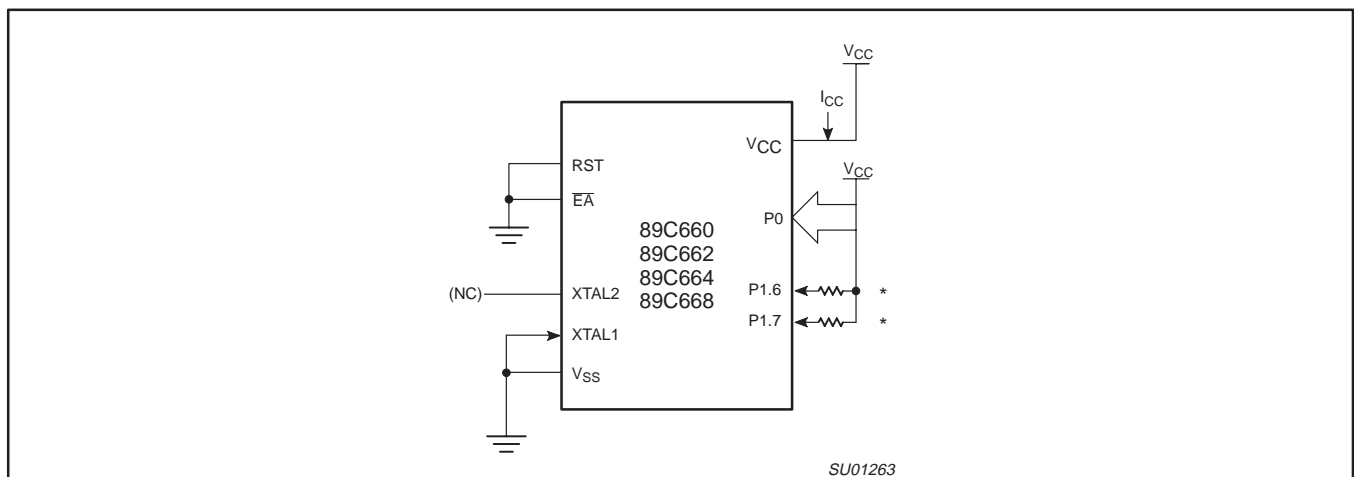 VCC
ICC
VCC
RST
VCC
EA
P0
89C660
89C662
89C664
89C668
(NC)
XTAL2
P1.6
*
P1.7
*
XTAL1
VSS
SU01263